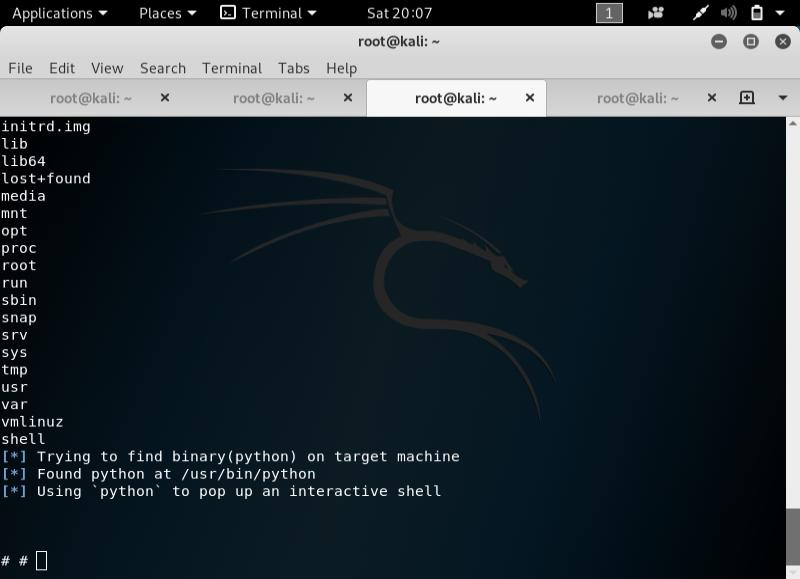 Applications Places Terminal Sat 20:07 1
root@kali: ~
File Edit View Search Terminal Tabs Help
root@kali: ~ root@kali: ~ root@kali: ~ root@kali: ~
initrd.img
lib
lib64
lost+found
media
mnt
opt
proc
root
run
sbin
snap
srv
sys
tmp
usr
var
vmlinuz
shell
[*] Trying to find binary(python) on target machine
[*] Found python at /usr/bin/python
[*] Using `python` to pop up an interactive shell
# #